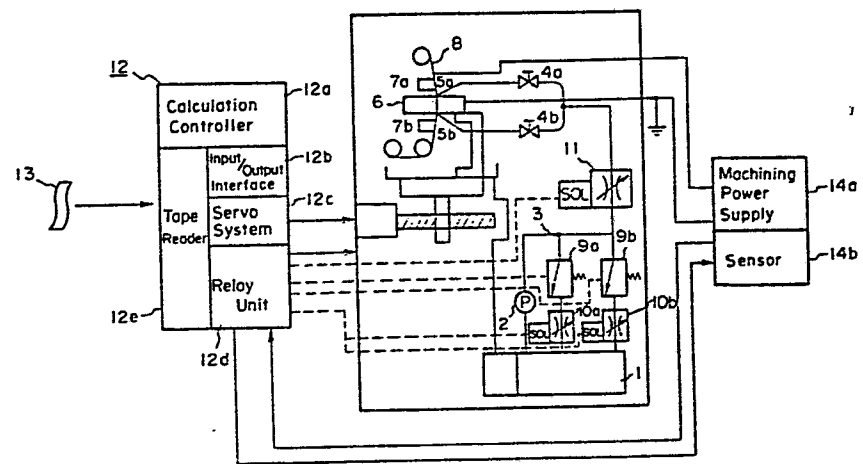 12
12a
Calculation
Controller
12b
Input/Output
Interface
12c
Servo
System
Tape
Reader
Relay
Unit
12e
12d
13
8
7a
5a
4a
6
7b
5b
4b
11
SOL
3
9a
9b
P
2
10a
10b
SOL
SOL
1
Machining
Power
Supply
14a
Sensor
14b